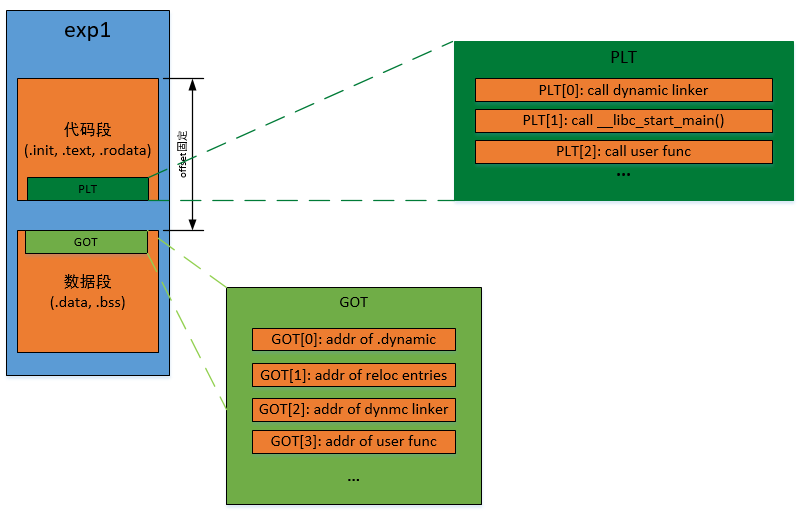 exp1
代码段
(.init, .text, .rodata)
PLT
offset固定
GOT
数据段
(.data, .bss)
PLT
PLT[0]: call dynamic linker
PLT[1]: call __libc_start_main()
PLT[2]: call user func
...
GOT
GOT[0]: addr of .dynamic
GOT[1]: addr of reloc entries
GOT[2]: addr of dynmc linker
GOT[3]: addr of user func
...